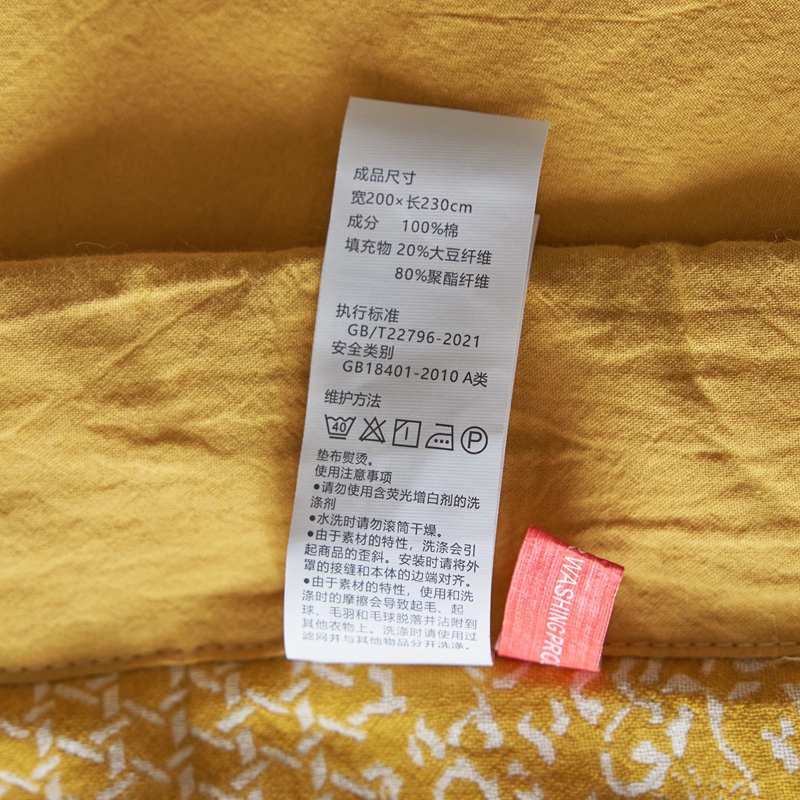 成品尺寸
宽200×长230cm
成分 100%棉
填充物 20%大豆纤维
80%聚酯纤维
执行标准
GB/T22796-2021
安全类别
GB18401-2010 A类
维护方法
40
P
垫布熨烫。
使用注意事项
●请勿使用含荧光增白剂的洗
涤剂
●水洗时请勿滚筒干燥。
●由于素材的特性，洗涤会引
起商品的歪斜。安装时请将外
罩的接缝和本体的边端对齐。
●由于素材的特性，使用和洗
涤时的摩擦会导致起毛、起
球、毛羽和毛球脱落并沾附到
其他衣物上。洗涤时请使用过
滤网并与其他物品分开洗涤。
WASHING PRO